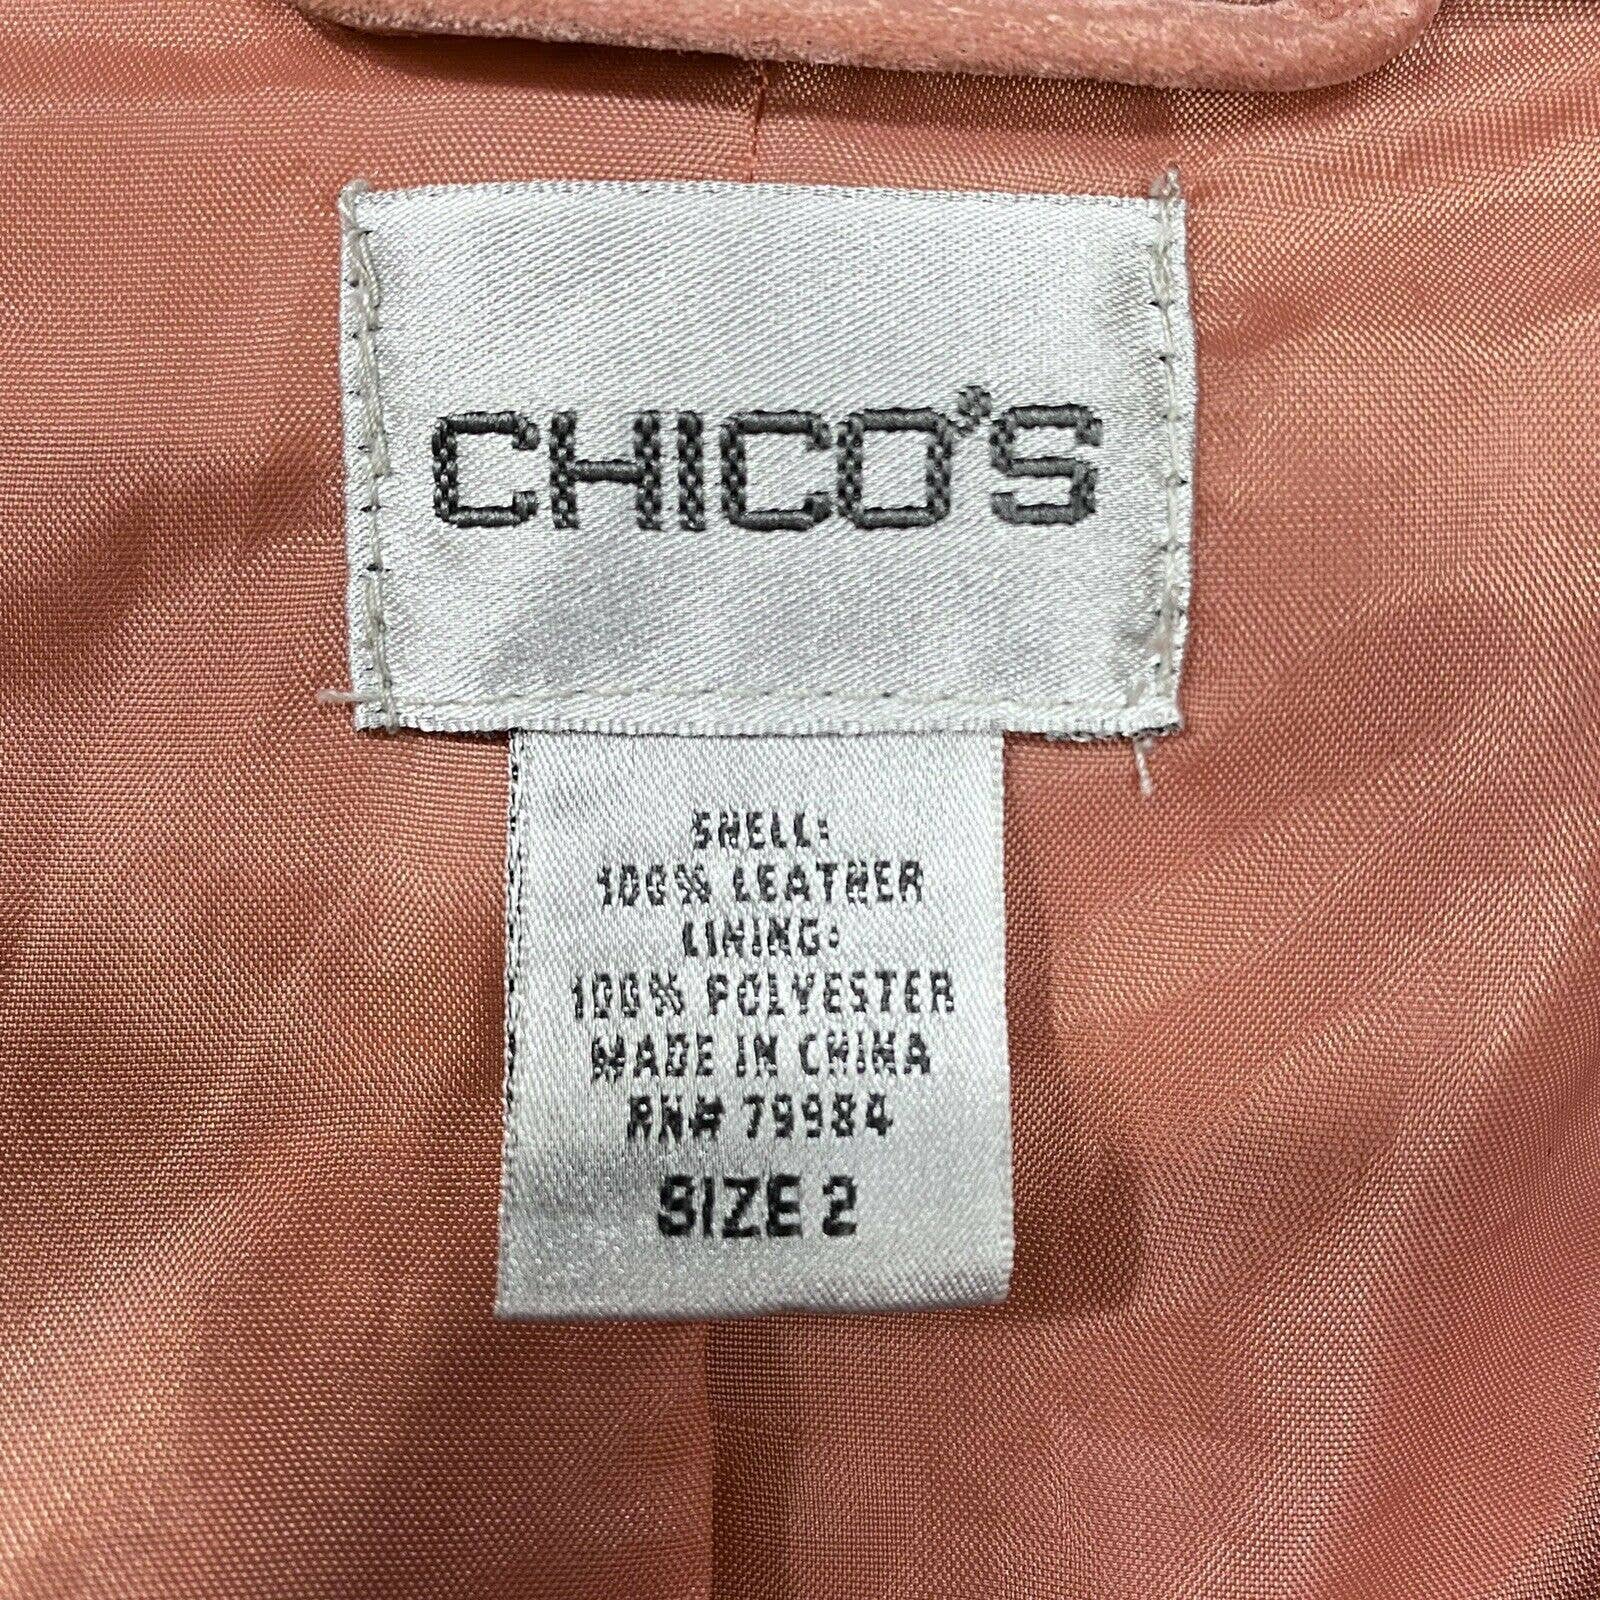 CHICO'S
SHELL:
100% LEATHER
LINING:
100% POLYESTER
MADE IN CHINA
RN# 79984
SIZE 2